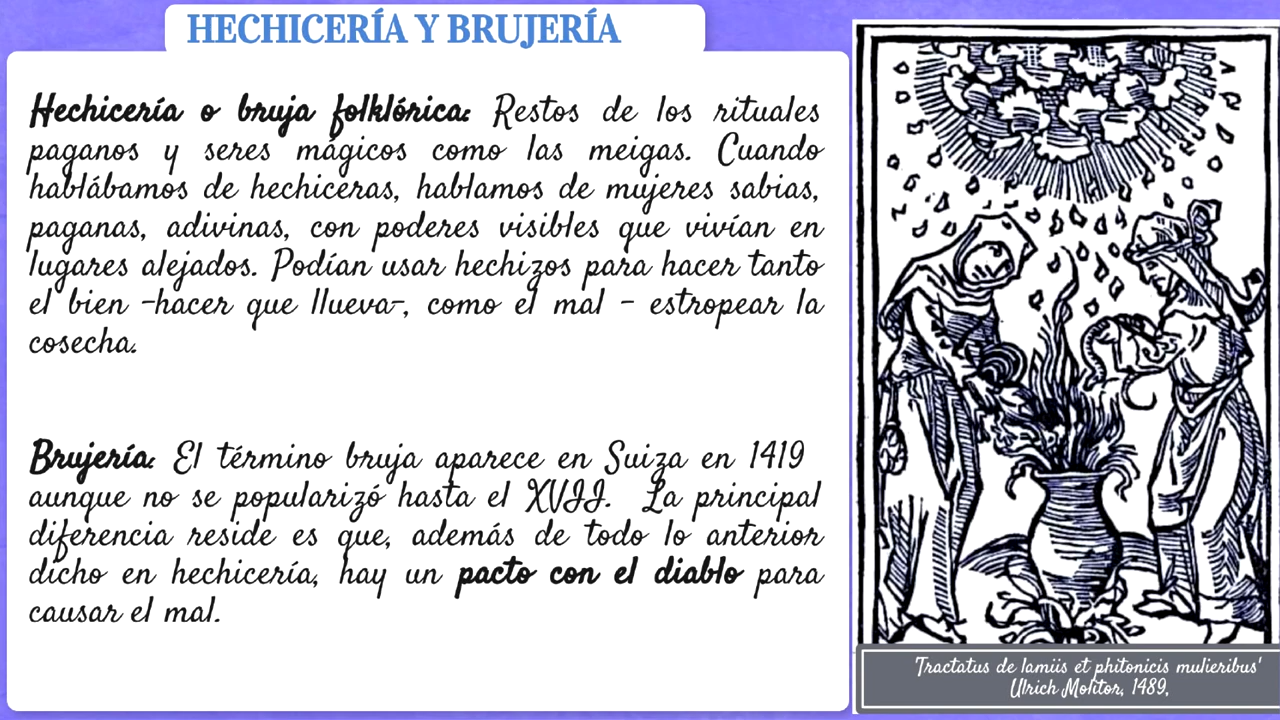 HECHICERÍA Y BRUJERÍA
Hechicería o bruja folklórica: Restos de los rituales
paganos y seres mágicos como las meigas. Cuando
hablábamos de hechiceras, hablamos de mujeres sabias,
paganas, adivinas, con poderes visibles que vivían en
lugares alejados. Podían usar hechizos para hacer tanto
el bien -hacer que llueva-, como el mal - estropear la
cosecha.
Brujería: El término bruja aparece en Suiza en 1419
aunque no se popularizó hasta el XVII. La principal
diferencia reside es que, además de todo lo anterior
dicho en hechicería, hay un pacto con el diablo para
causar el mal.
'Tractatus de lamiis et phitonicis mulieribus'
Ulrich Molitor, 1489,